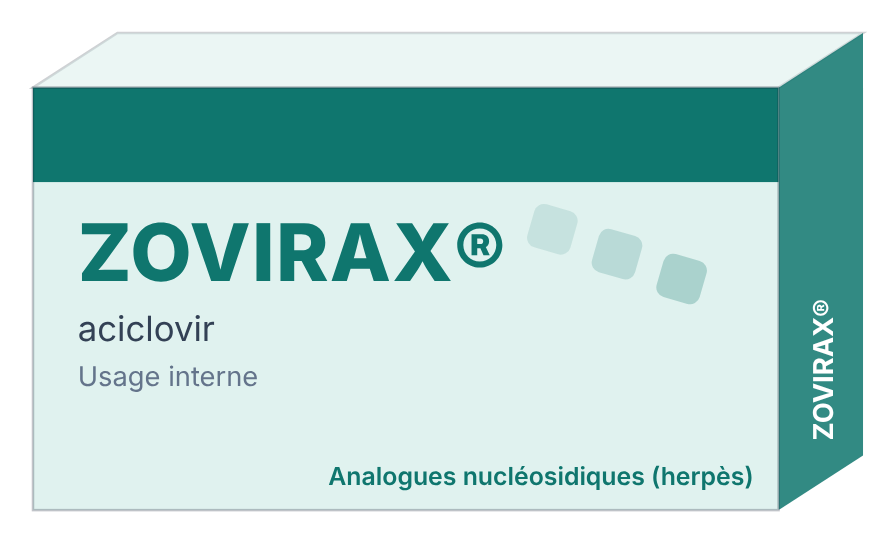 ZOVIRAX®
aciclovir
Usage interne
Analogues nucléosidiques (herpès)
ZOVIRAX®